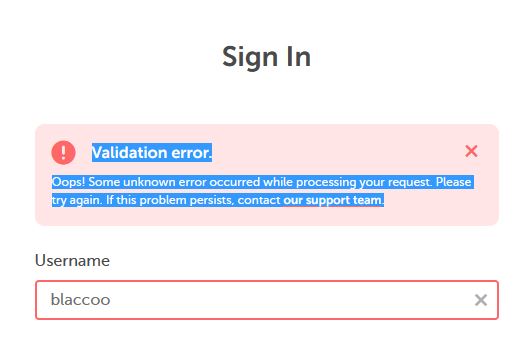 Sign In
Validation error.
Oops! Some unknown error occurred while processing your request. Please
try again. If this problem persists, contact our support team.
Username
blaccoo